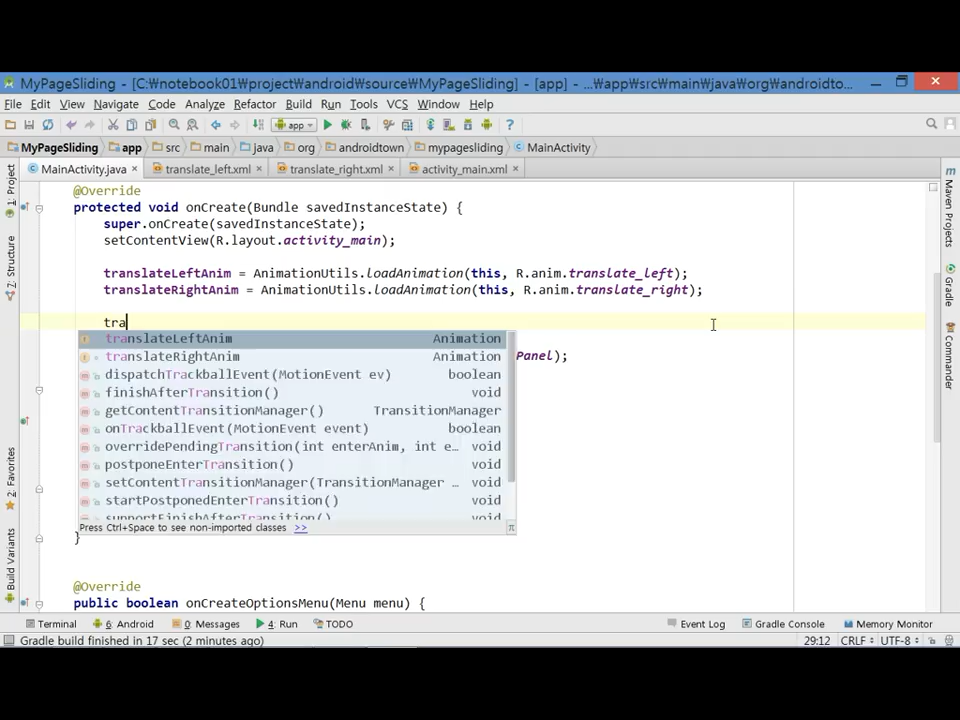 MyPageSliding - [C:₩notebook01₩project₩android₩source₩MyPageSliding] - [app] - ...₩app₩src₩main₩java₩org₩androidto...
File Edit View Navigate Code Analyze Refactor Build Run Tools VCS Window Help
app
MyPageSliding app src main java org androidtown mypagesliding MainActivity
MainActivity.java translate_left.xml translate_right.xml activity_main.xml
@Override
protected void onCreate(Bundle savedInstanceState) {
super.onCreate(savedInstanceState);
setContentView(R.layout.activity_main);
translateLeftAnim = AnimationUtils.loadAnimation(this, R.anim.translate_left);
translateRightAnim = AnimationUtils.loadAnimation(this, R.anim.translate_right);
tra
translateLeftAnim Animation
translateRightAnim Animation
Panel);
dispatchTrackballEvent(MotionEvent ev) boolean
finishAfterTransition() void
getContentTransitionManager() TransitionManager
onTrackballEvent(MotionEvent event) boolean
overridePendingTransition(int enterAnim, int e... void
postponeEnterTransition() void
setContentTransitionManager(TransitionManager ... void
startPostponedEnterTransition() void
supportFinishAfterTransition() void
Press Ctrl+Space to see non-imported classes >> π
}
@Override
public boolean onCreateOptionsMenu(Menu menu) {
1: Project
7: Structure
2: Favorites
Build Variants
Maven Projects
Gradle
Commander
Terminal 6: Android 0: Messages 4: Run TODO Event Log Gradle Console Memory Monitor
Gradle build finished in 17 sec (2 minutes ago) 29:12 CRLF UTF-8